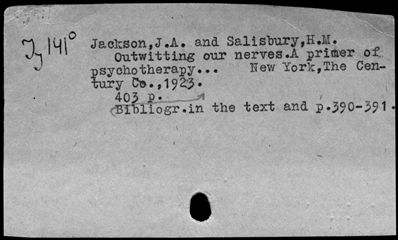 Ty 141°
Jackson,J.A. and Salisbury,H.M.
Outwitting our nerves.A primer of
psychotherapy... New York,The Cen-
tury Co.,1923.
403 p.
Bibliogr.in the text and p.390-391.